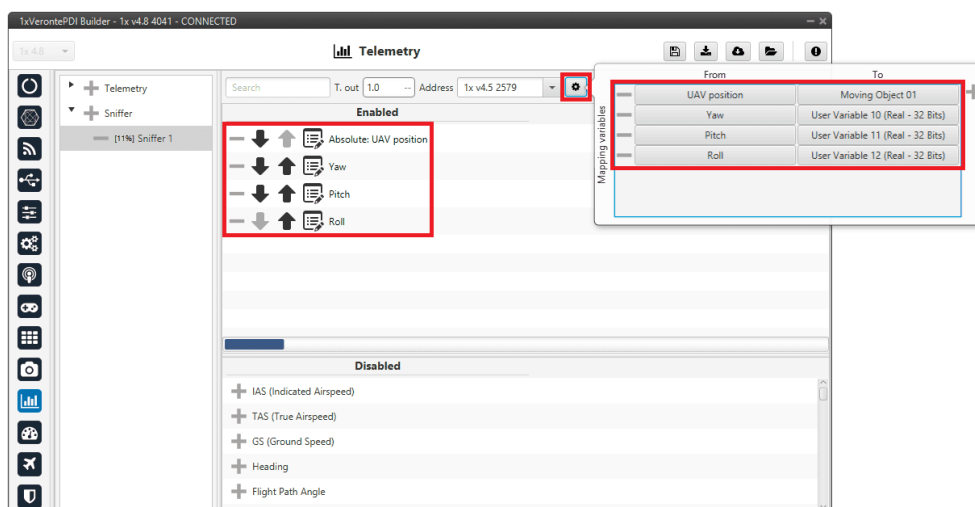 1xVerontePDI Builder - 1x v4.8 4041 - CONNECTED
1x 4.8
Telemetry
Telemetry
Sniffer
[11%] Sniffer 1
Search
T. out 1.0 -- Address 1x v4.5 2579
Enabled
Absolute: UAV position
Yaw
Pitch
Roll
Mapping variables
From To
UAV position Moving Object 01
Yaw User Variable 10 (Real - 32 Bits)
Pitch User Variable 11 (Real - 32 Bits)
Roll User Variable 12 (Real - 32 Bits)
Disabled
IAS (Indicated Airspeed)
TAS (True Airspeed)
GS (Ground Speed)
Heading
Flight Path Angle